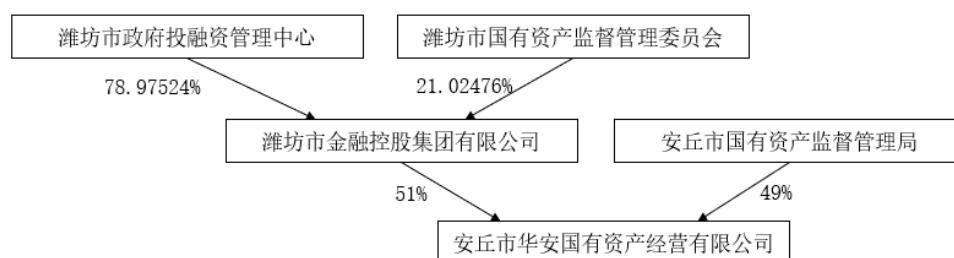 潍坊市政府投融资管理中心
潍坊市国有资产监督管理委员会
78.97524%
21.02476%
潍坊市金融控股集团有限公司
安丘市国有资产监督管理局
51%
49%
安丘市华安国有资产经营有限公司